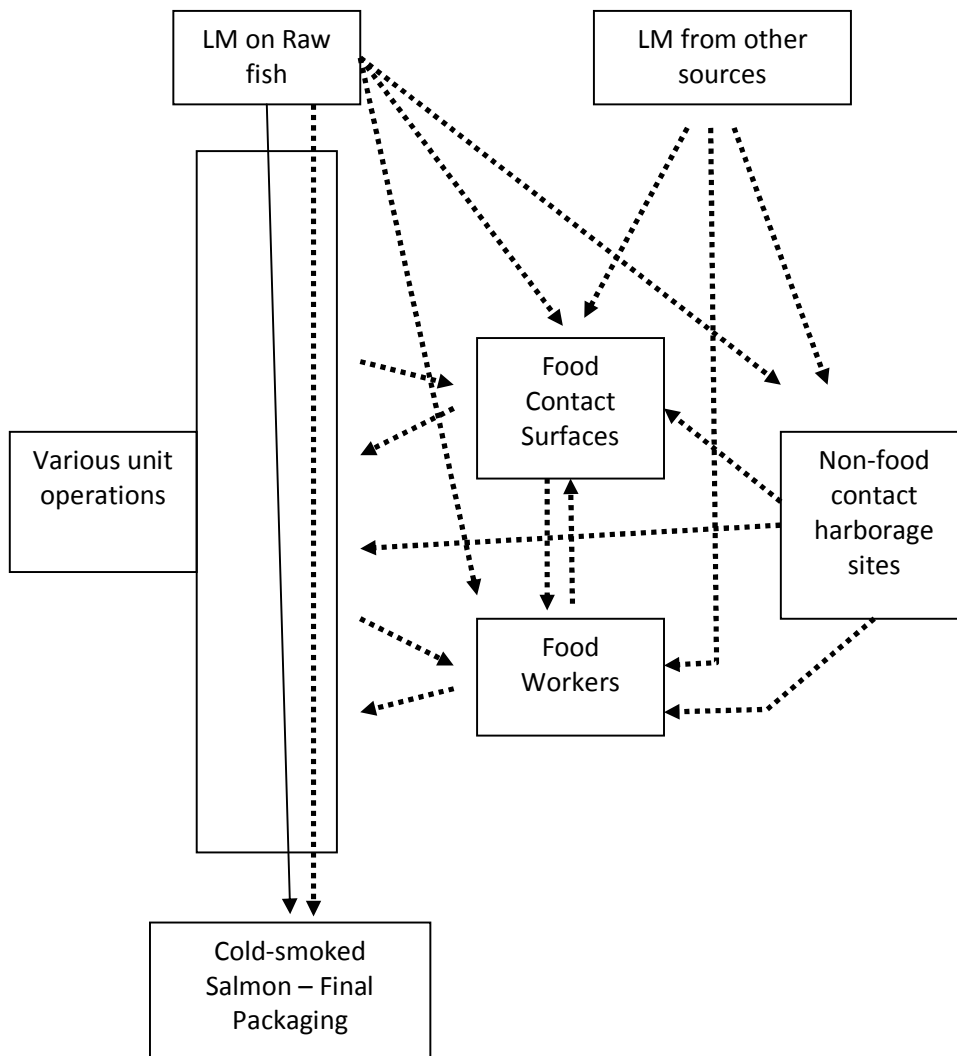 LM on Raw
fish
LM from other
sources
Food
Contact
Surfaces
Various unit
operations
Non-food
contact
harborage
sites
Food
Workers
Cold-smoked
Salmon – Final
Packaging